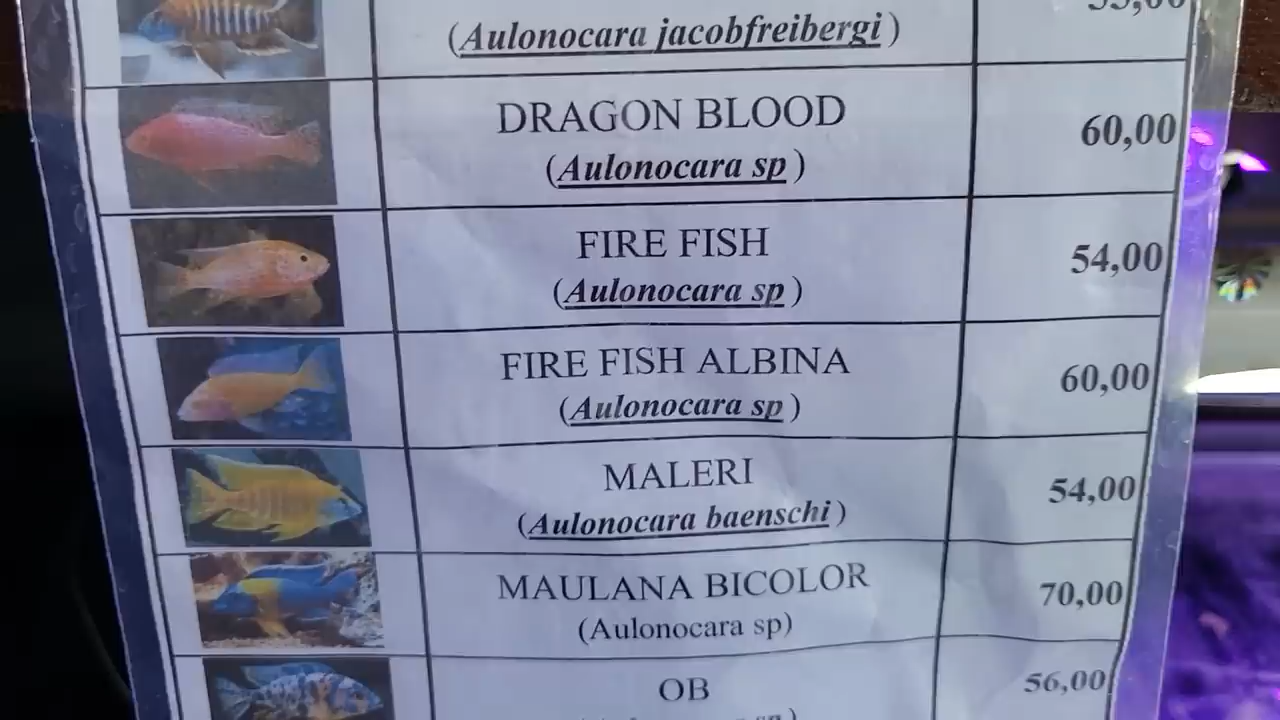 (Aulonocara jacobfreibergi)
DRAGON BLOOD
(Aulonocara sp)
60,00
FIRE FISH
(Aulonocara sp)
54,00
FIRE FISH ALBINA
(Aulonocara sp)
60,00
MALERI
(Aulonocara baenschi)
54,00
MAULANA BICOLOR
(Aulonocara sp)
70,00
OB
56,00